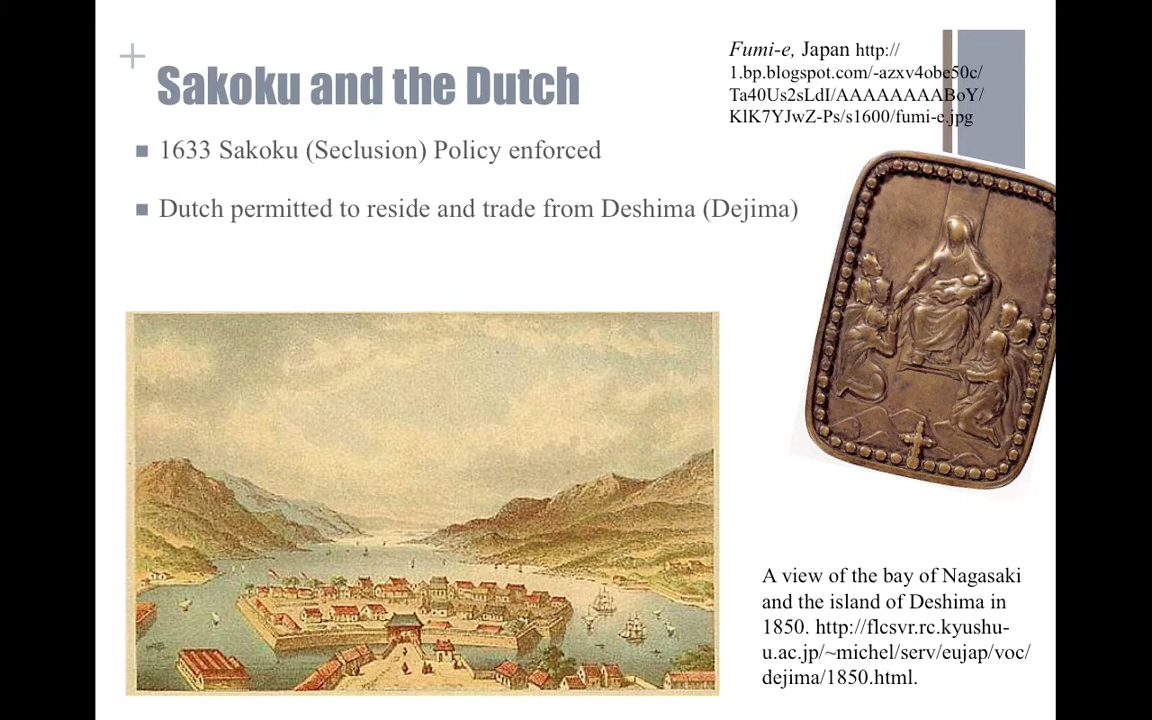 +
Sakoku and the Dutch
Fumi-e, Japan http://
1.bp.blogspot.com/-azxv4obe50c/
Ta40Us2sLdI/AAAAAAAABoY/
KlK7YJwZ-Ps/s1600/fumi-e.jpg
■ 1633 Sakoku (Seclusion) Policy enforced
■ Dutch permitted to reside and trade from Deshima (Dejima)
A view of the bay of Nagasaki
and the island of Deshima in
1850. http://flcsvr.rc.kyushu-
u.ac.jp/~michel/serv/eujap/voc/
dejima/1850.html.